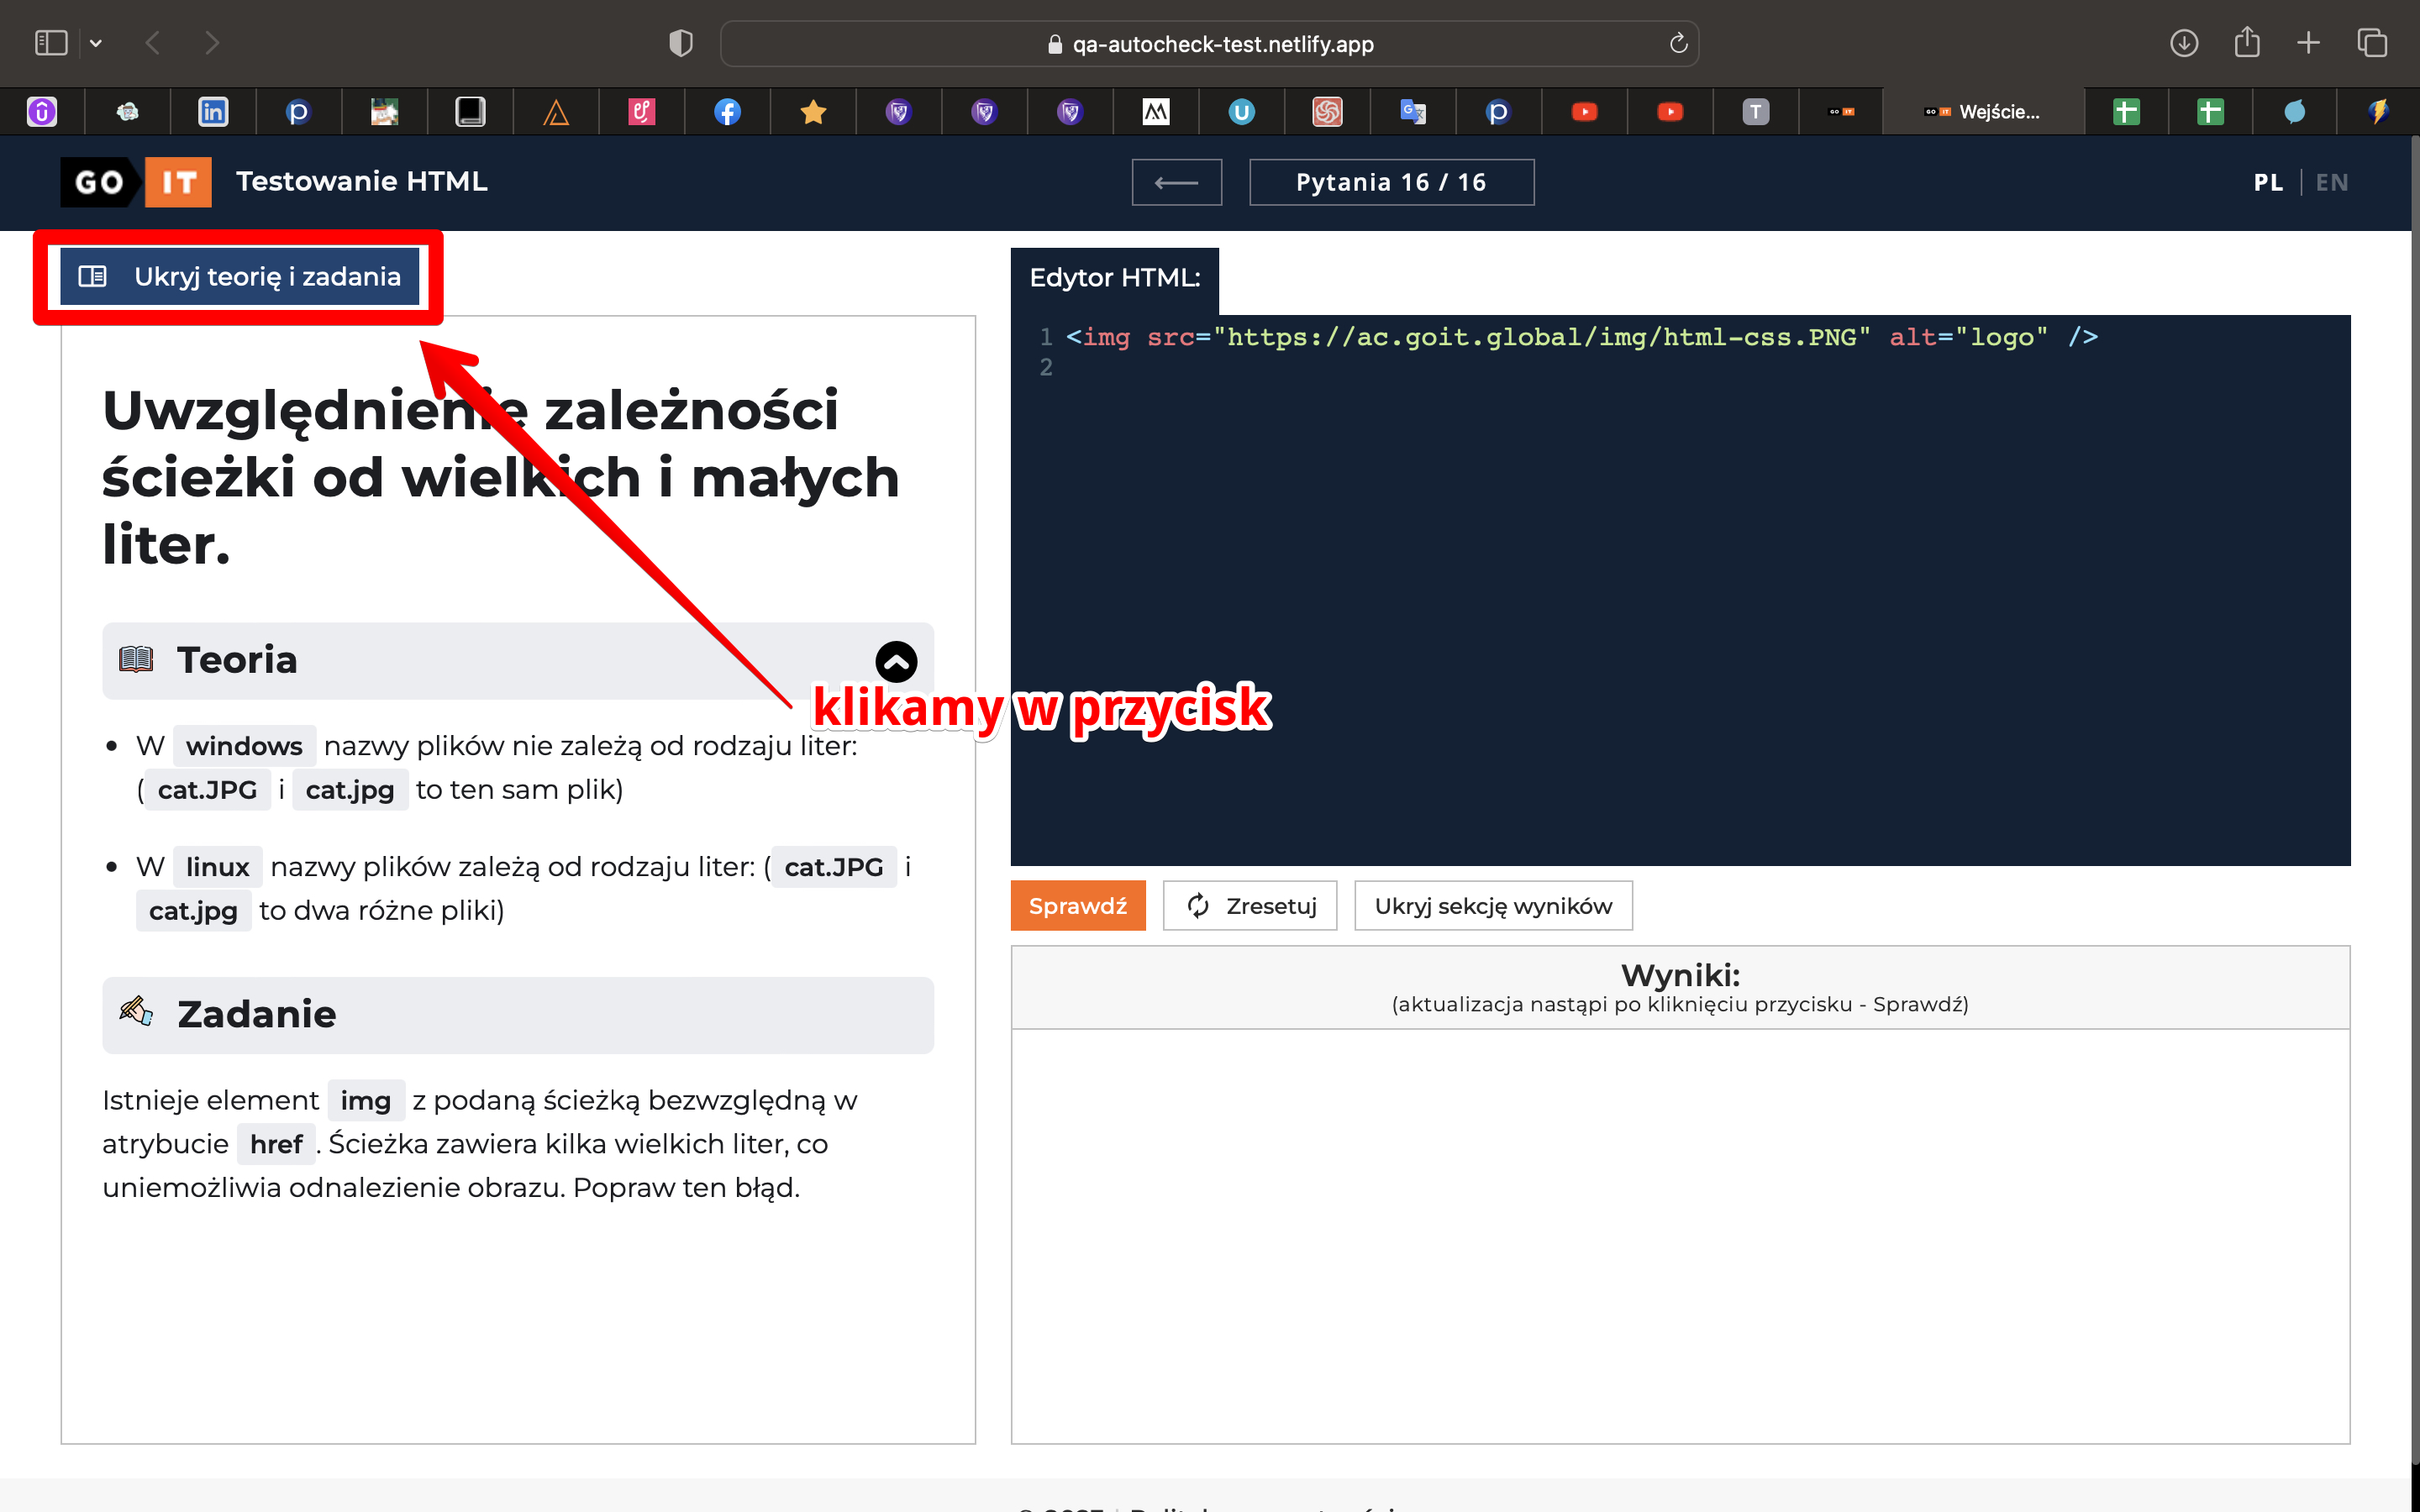 qa-autocheck-test.netlify.app
Wejście...
GO IT Testowanie HTML
Pytania 16 / 16
PL | EN
Ukryj teorię i zadania
Uwzględnienie zależności
ścieżki od wielkich i małych
liter.
Teoria
W windows nazwy plików nie zależą od rodzaju liter:
(cat.JPG i cat.jpg to ten sam plik)
W linux nazwy plików zależą od rodzaju liter: (cat.JPG i
cat.jpg to dwa różne pliki)
Zadanie
Istnieje element img z podaną ścieżką bezwzględną w
atrybucie href. Ścieżka zawiera kilka wielkich liter, co
uniemożliwia odnalezienie obrazu. Popraw ten błąd.
klikamy w przycisk
Edytor HTML:
1 <img src="https://ac.goit.global/img/html-css.PNG" alt="logo" />
2
Sprawdź
Zresetuj
Ukryj sekcję wyników
Wyniki:
(aktualizacja nastąpi po kliknięciu przycisku - Sprawdź)